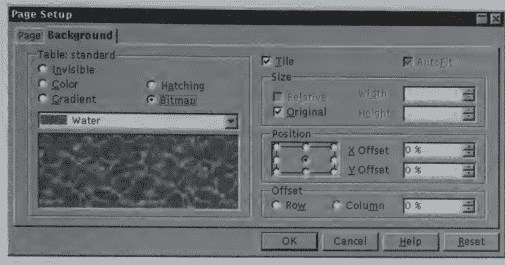 Page Setup
Page Background
Table: standard
Invisible
Color
Hatching
Gradient
Bitmap
Water
Tile
AutoFit
Size
Relative
Width
Original
Height
Position
X Offset 0 %
Y Offset 0 %
Offset
Row
Column
0 %
OK Cancel Help Reset